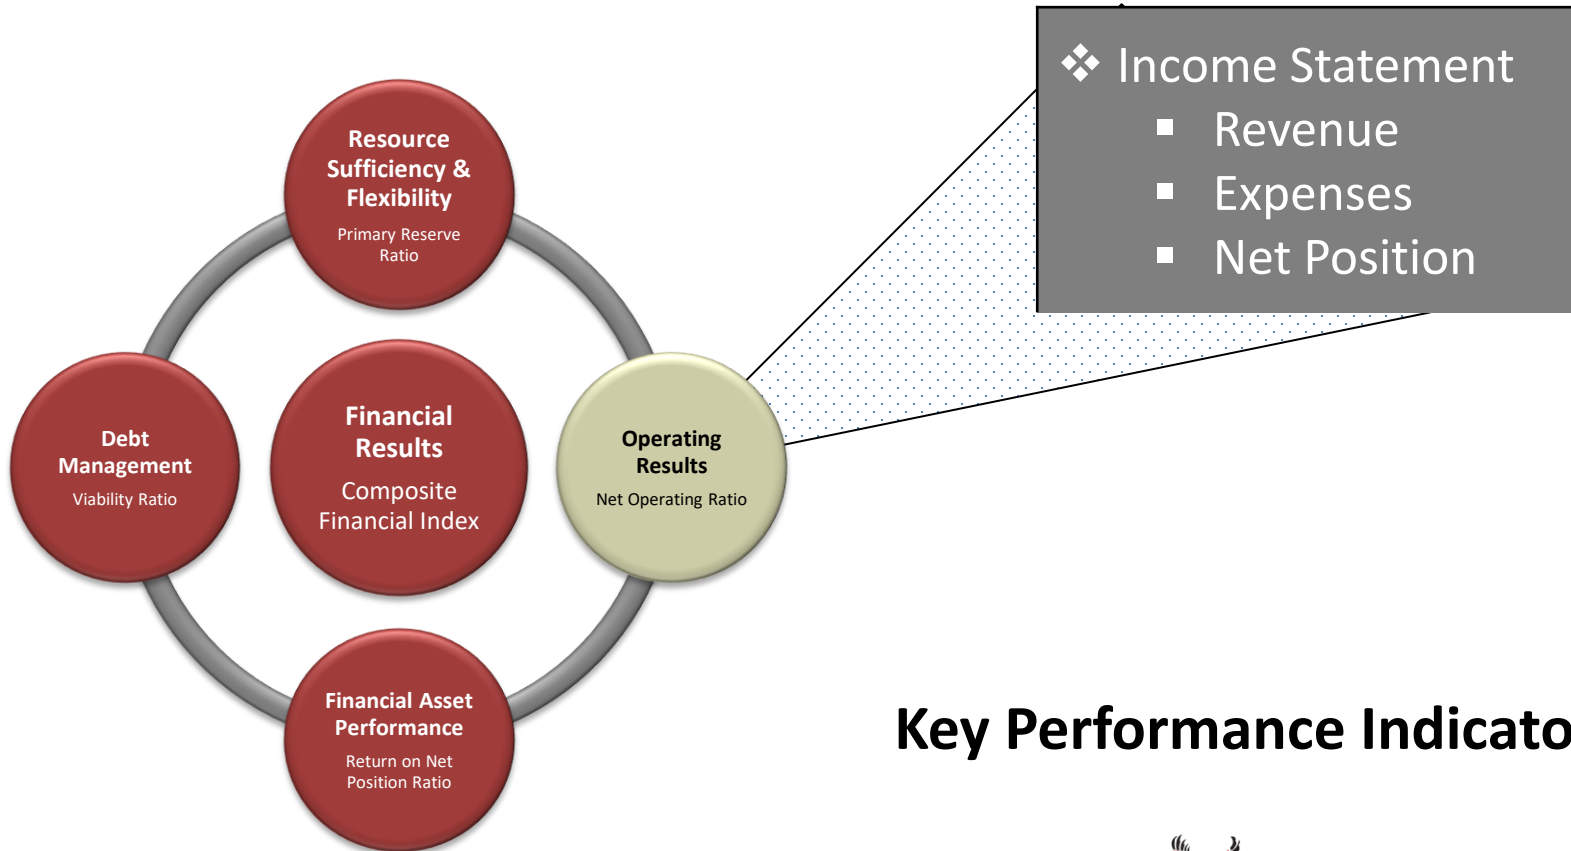 ❖ Income Statement
▪ Revenue
▪ Expenses
▪ Net Position
Resource
Sufficiency &
Flexibility
Primary Reserve
Ratio
Debt
Management
Viability Ratio
Financial
Results
Composite
Financial Index
Operating
Results
Net Operating Ratio
Financial Asset
Performance
Return on Net
Position Ratio
Key Performance Indicato